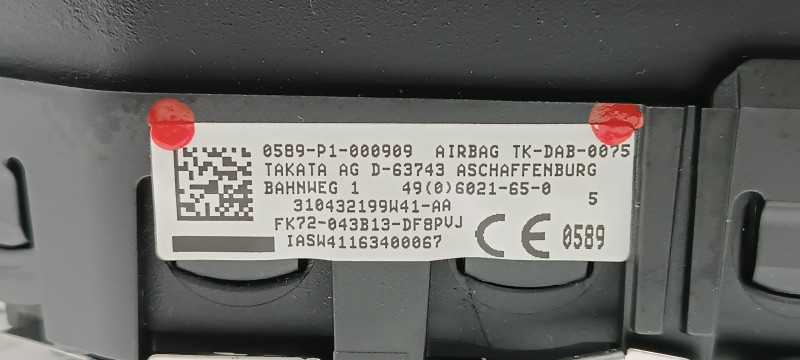 0589-P1-000909 AIRBAG TK-DAB-0075
TAKATA AG D-63743 ASCHAFFENBURG
BAHNWEG 1 49(0)6021-65-0
310432199W41-AA 5
FK72-043B13-DF8PVJ
IASW41163400067
CE 0589